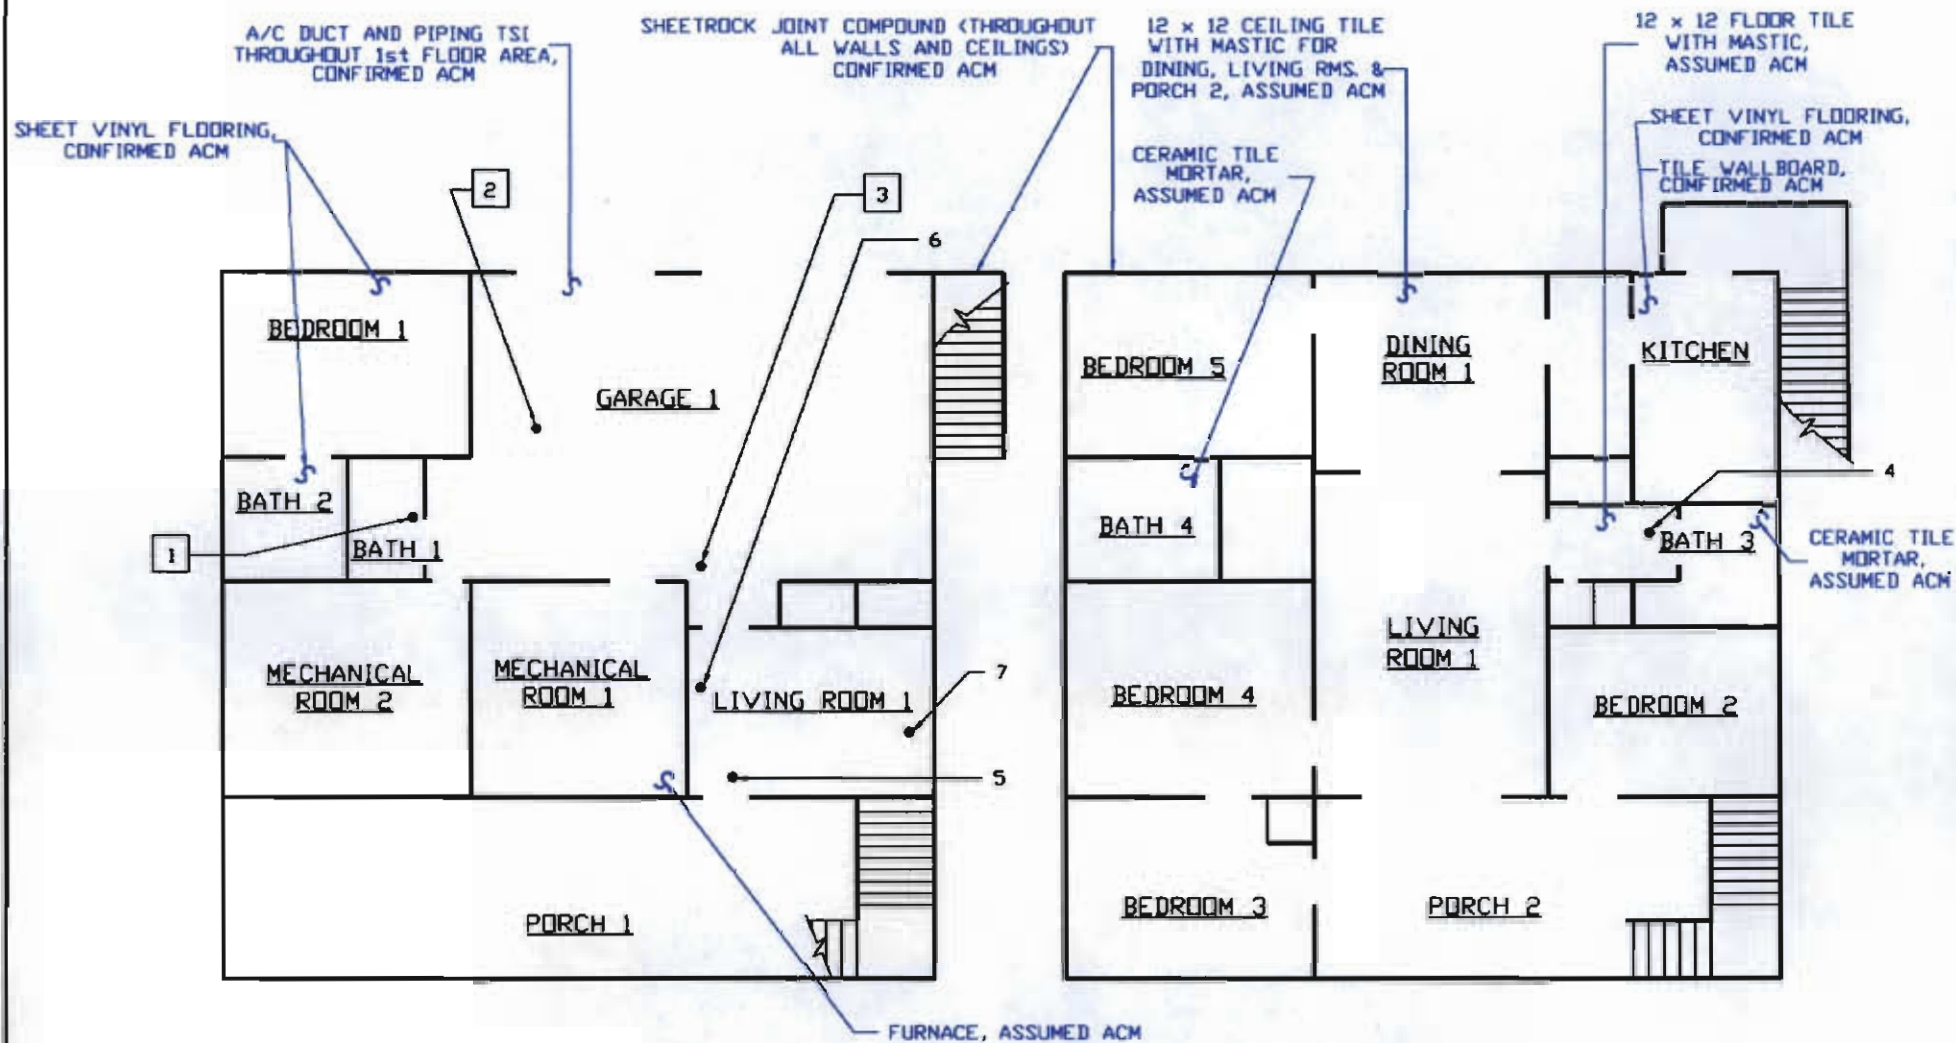 A/C DUCT AND PIPING TSI
THROUGHOUT 1st FLOOR AREA,
CONFIRMED ACM
SHEETROCK JOINT COMPOUND (THROUGHOUT
ALL WALLS AND CEILINGS)
CONFIRMED ACM
12 x 12 CEILING TILE
WITH MASTIC FOR
DINING, LIVING RMS. &
PORCH 2, ASSUMED ACM
12 x 12 FLOOR TILE
WITH MASTIC,
ASSUMED ACM
SHEET VINYL FLOORING,
CONFIRMED ACM
CERAMIC TILE
MORTAR,
ASSUMED ACM
SHEET VINYL FLOORING,
CONFIRMED ACM
TILE WALLBOARD,
CONFIRMED ACM
2
3
6
BEDROOM 1
GARAGE 1
BATH 2
BATH 1
1
MECHANICAL
ROOM 2
MECHANICAL
ROOM 1
LIVING ROOM 1
7
5
PORCH 1
FURNACE, ASSUMED ACM
BEDROOM 5
DINING
ROOM 1
KITCHEN
4
BATH 4
BATH 3
CERAMIC TILE
MORTAR,
ASSUMED ACM
LIVING
ROOM 1
BEDROOM 4
BEDROOM 2
BEDROOM 3
PORCH 2